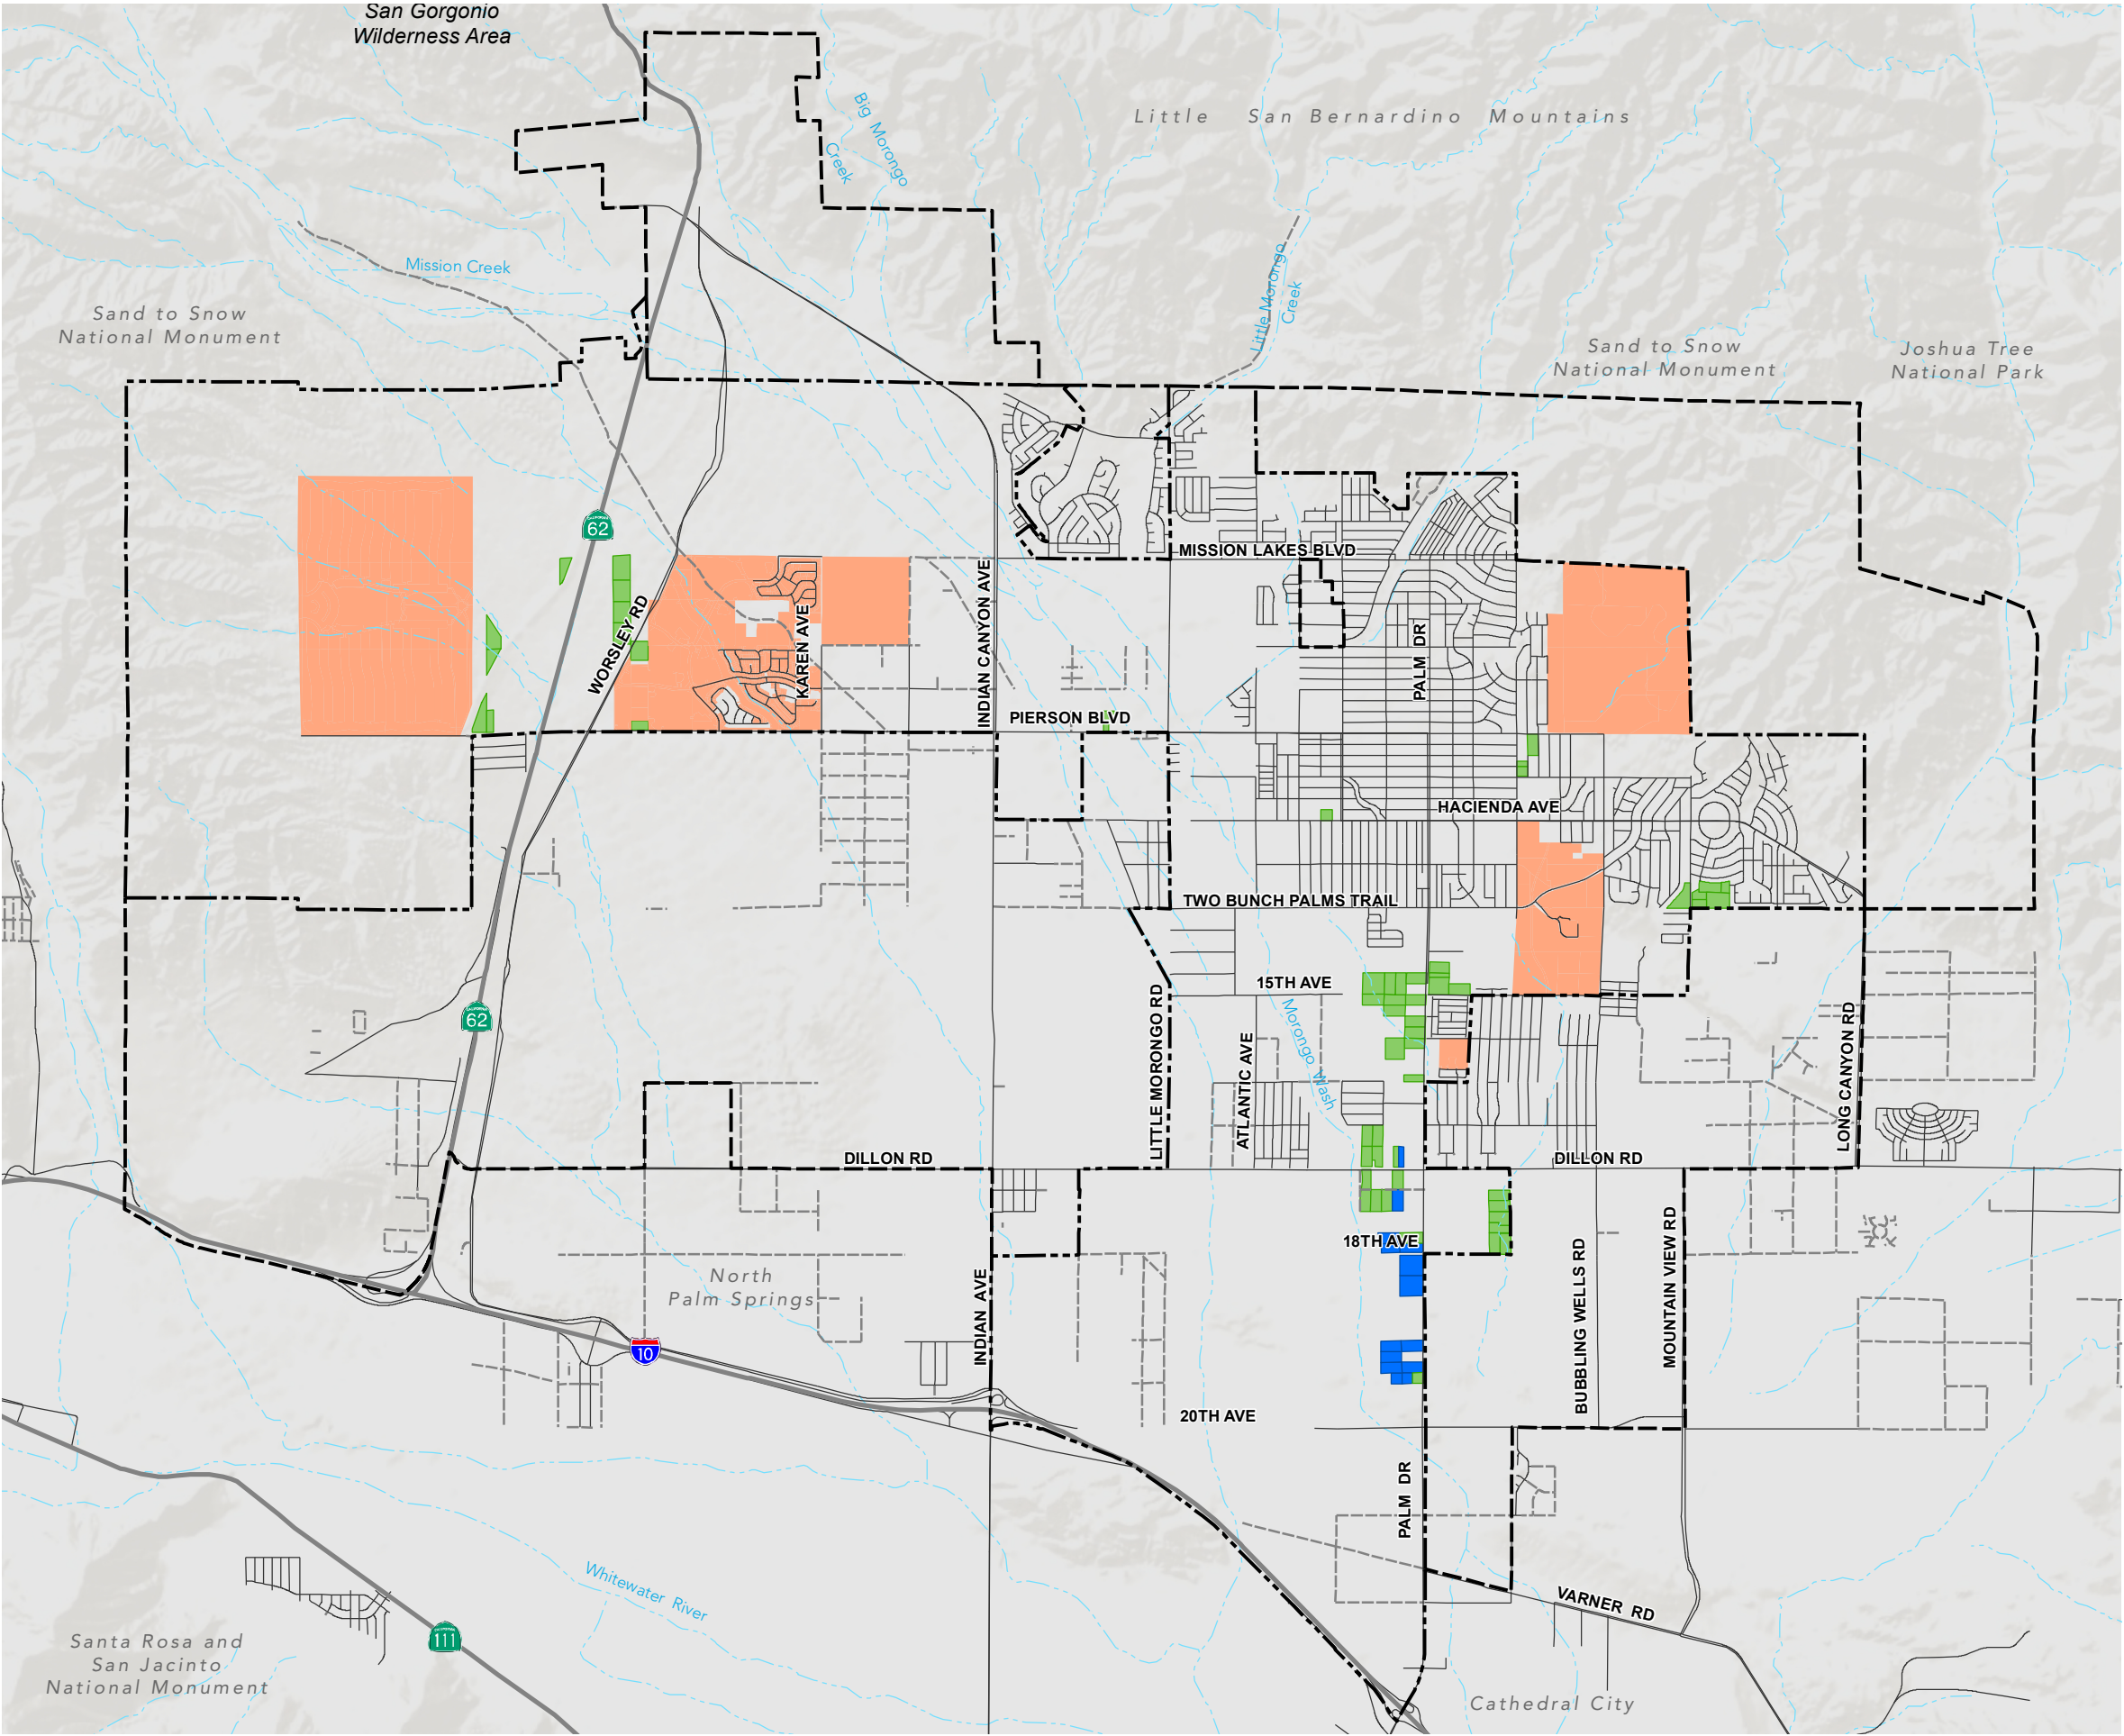 San Gorgonio
Wilderness Area
Big Morongo
Creek
Little San Bernardino Mountains
Mission Creek
Little Morongo
Creek
Sand to Snow
National Monument
Sand to Snow
National Monument
Joshua Tree
National Park
62
MISSION LAKES BLVD
WORSLEY RD
KAREN AVE
INDIAN CANYON AVE
PALM DR
PIERSON BLVD
HACIENDA AVE
TWO BUNCH PALMS TRAIL
15TH AVE
62
LITTLE MORONGO RD
ATLANTIC AVE
Morongo Wash
LONG CANYON RD
DILLON RD
DILLON RD
18TH AVE
North
Palm Springs
INDIAN AVE
BUBBLING WELLS RD
MOUNTAIN VIEW RD
10
20TH AVE
PALM DR
Whitewater River
VARNER RD
CALIFORNIA
111
Santa Rosa and
San Jacinto
National Monument
Cathedral City